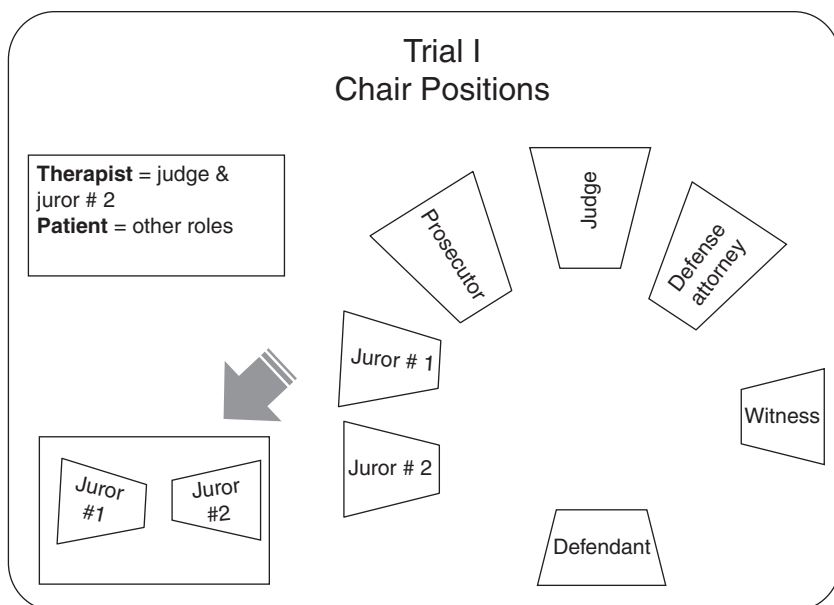 Trial I
Chair Positions
Therapist = judge &
juror # 2
Patient = other roles
Prosecutor
Judge
Defense
attorney
Juror # 1
Juror # 2
Witness
Defendant
Juror
#1
Juror
#2